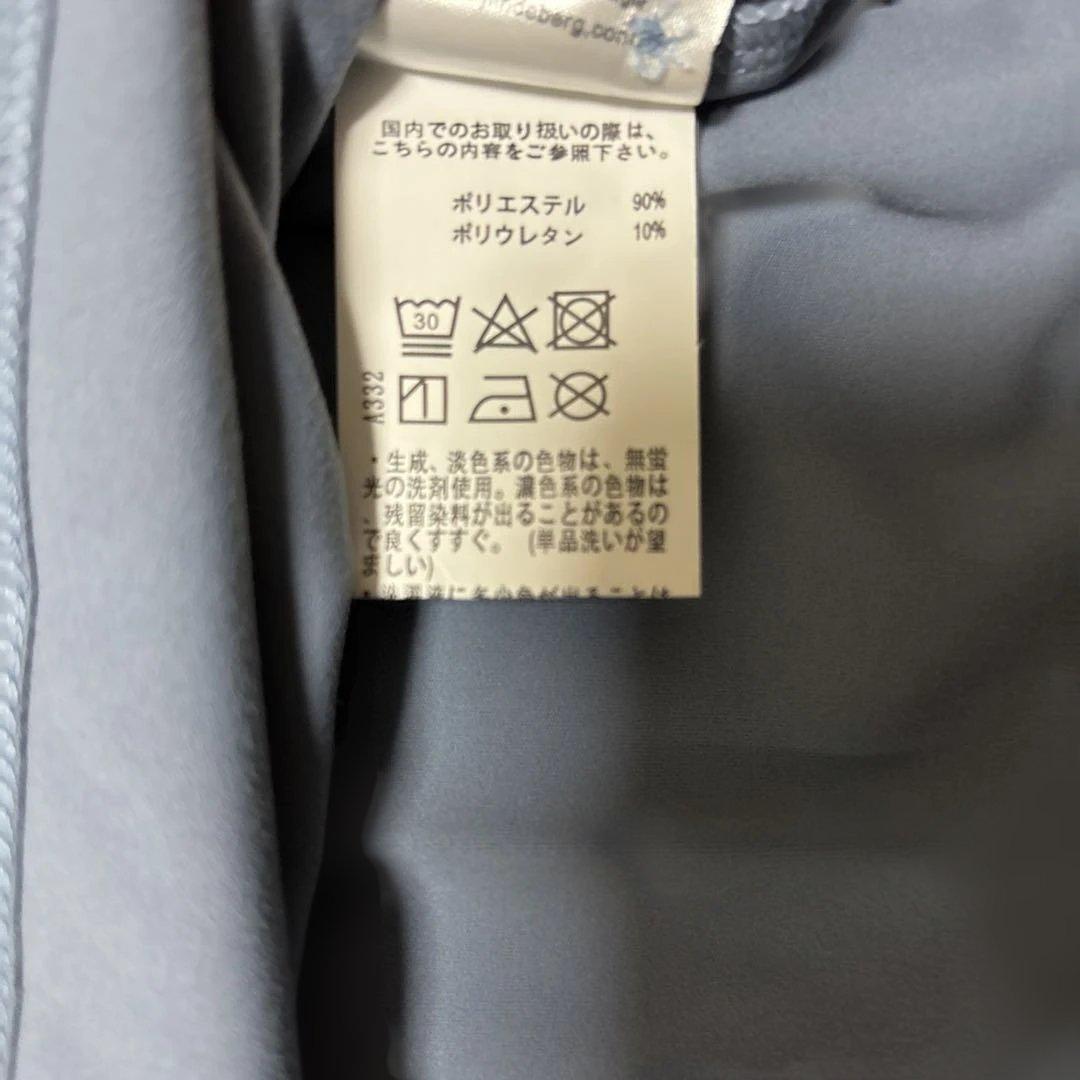 国内でのお取り扱いの際は、
こちらの内容をご参照下さい。
ポリエステル 90%
ポリウレタン 10%
30
A332
・生成、淡色系の色物は、無蛍
光の洗剤使用。濃色系の色物は
、残留染料が出ることがあるの
で良くすすぐ。 (単品洗いが望
ましい)